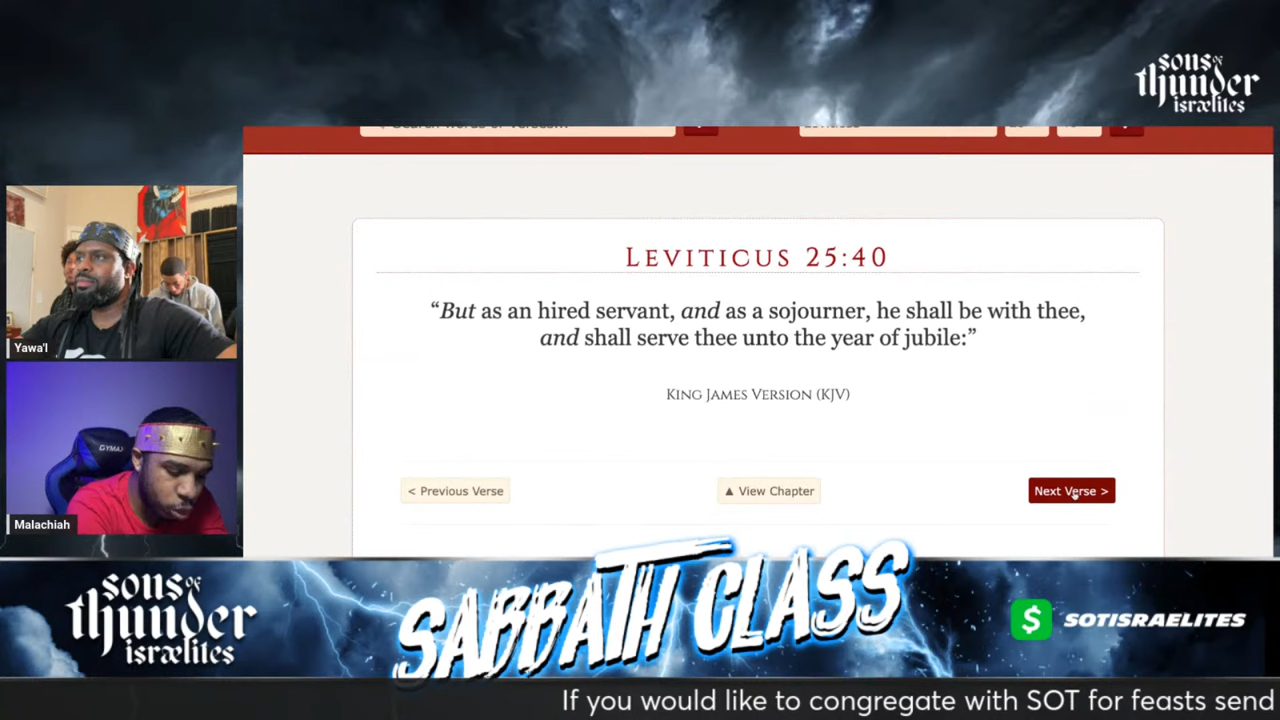 sons of
thunder
israelites
LEVITICUS 25:40
“But as an hired servant, and as a sojourner, he shall be with thee,
and shall serve thee unto the year of jubile:”
KING JAMES VERSION (KJV)
< Previous Verse
▲ View Chapter
Next Verse >
Yawa'l
GYMAX
Malachiah
sons of
thunder
israelites
SABBATH CLASS
$ SOTISRAELITES
If you would like to congregate with SOT for feasts send